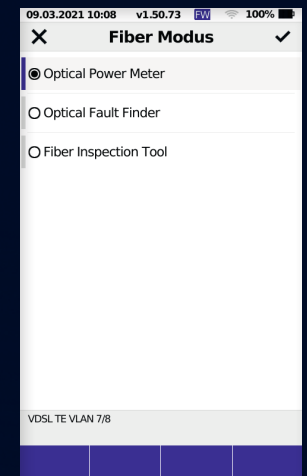 09.03.2021 10:08 v1.50.73 FW 100%
Fiber Modus
Optical Power Meter
Optical Fault Finder
Fiber Inspection Tool
VDSL TE VLAN 7/8